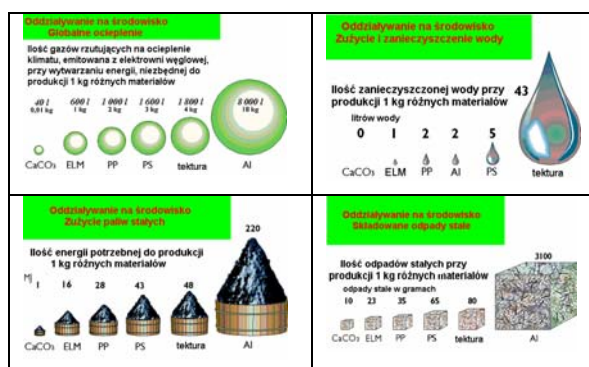 Oddziaływanie na środowisko
Globalne ocieplenie
Ilość gazów rzutujących na ocieplenie
klimatu, emitowana z elektrowni węglowej,
przy wytwarzaniu energii, niezbędnej do
produkcji 1 kg różnych materiałów
40 l 600 l 1 000 l 1 600 l 1 800 l 8 000 l
0,01 kg 1 kg 2 kg 3 kg 4 kg 18 kg
CaCO3 ELM PP PS tektura Al
Oddziaływanie na środowisko
Zużycie i zanieczyszczenie wody
Ilość zanieczyszczonej wody przy
produkcji 1 kg różnych materiałów
43
litrów wody
0 1 2 2 5
CaCO3 ELM PP Al PS tektura
Oddziaływanie na środowisko
Zużycie paliw stałych
220
Ilość energii potrzebnej do produkcji
1 kg różnych materiałów
Mj
1 16 28 43 48
CaCO3 ELM PP PS tektura Al
Oddziaływanie na środowisko
Składowane odpady stałe
3100
Ilość odpadów stałych przy
produkcji 1 kg różnych materiałów
odpady stałe w gramach
10 23 35 65 80
CaCO3 ELM PP PS tektura Al